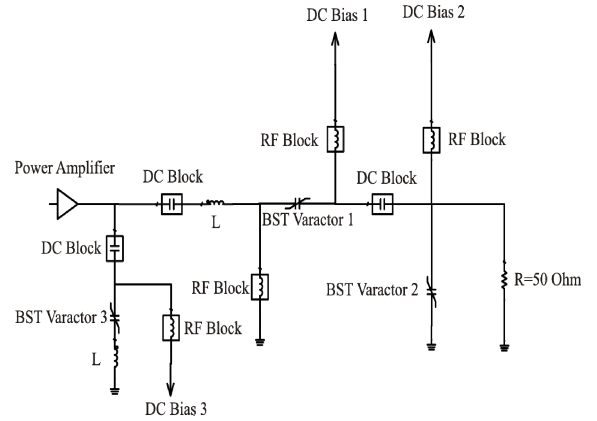 DC Bias 1
DC Bias 2
RF Block
RF Block
Power Amplifier
DC Block
DC Block
L
BST Varactor 1
DC Block
RF Block
BST Varactor 2
R=50 Ohm
BST Varactor 3
RF Block
L
DC Bias 3